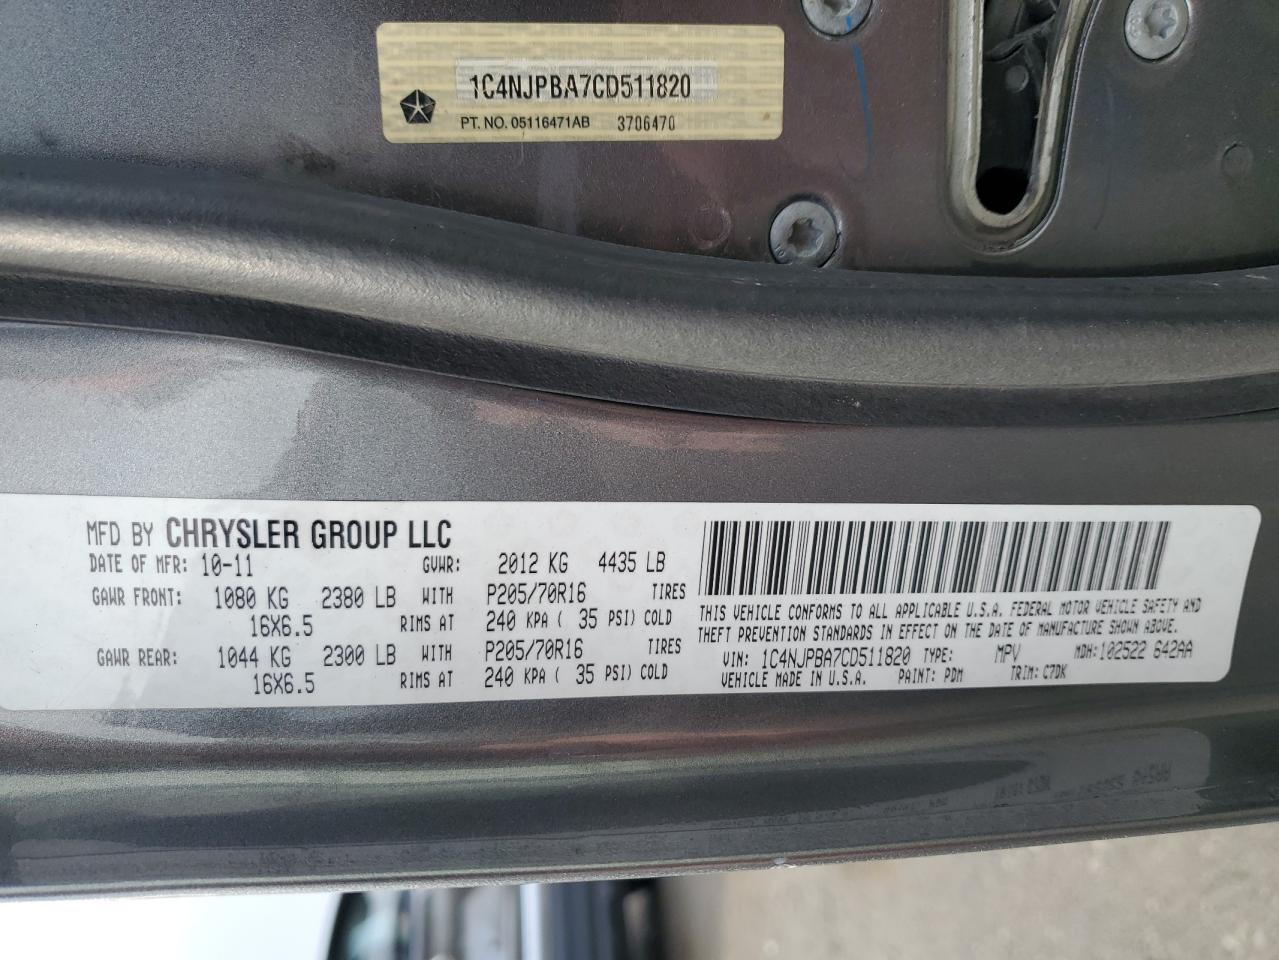 1C4NJPBA7CD511820
PT. NO. 05116471AB 3706470
MFD BY CHRYSLER GROUP LLC
DATE OF MFR: 10-11 GVWR: 2012 KG 4435 LB
GAWR FRONT: 1080 KG 2380 LB WITH P205/70R16 TIRES
16X6.5 RIMS AT 240 KPA ( 35 PSI) COLD
GAWR REAR: 1044 KG 2300 LB WITH P205/70R16 TIRES
16X6.5 RIMS AT 240 KPA ( 35 PSI) COLD
THIS VEHICLE CONFORMS TO ALL APPLICABLE U.S.A. FEDERAL MOTOR VEHICLE SAFETY AND
THEFT PREVENTION STANDARDS IN EFFECT ON THE DATE OF MANUFACTURE SHOWN ABOVE.
VIN: 1C4NJPBA7CD511820 TYPE: MPV MDH: 102522 642AA
VEHICLE MADE IN U.S.A. PAINT: PDM TRIM: C7DK